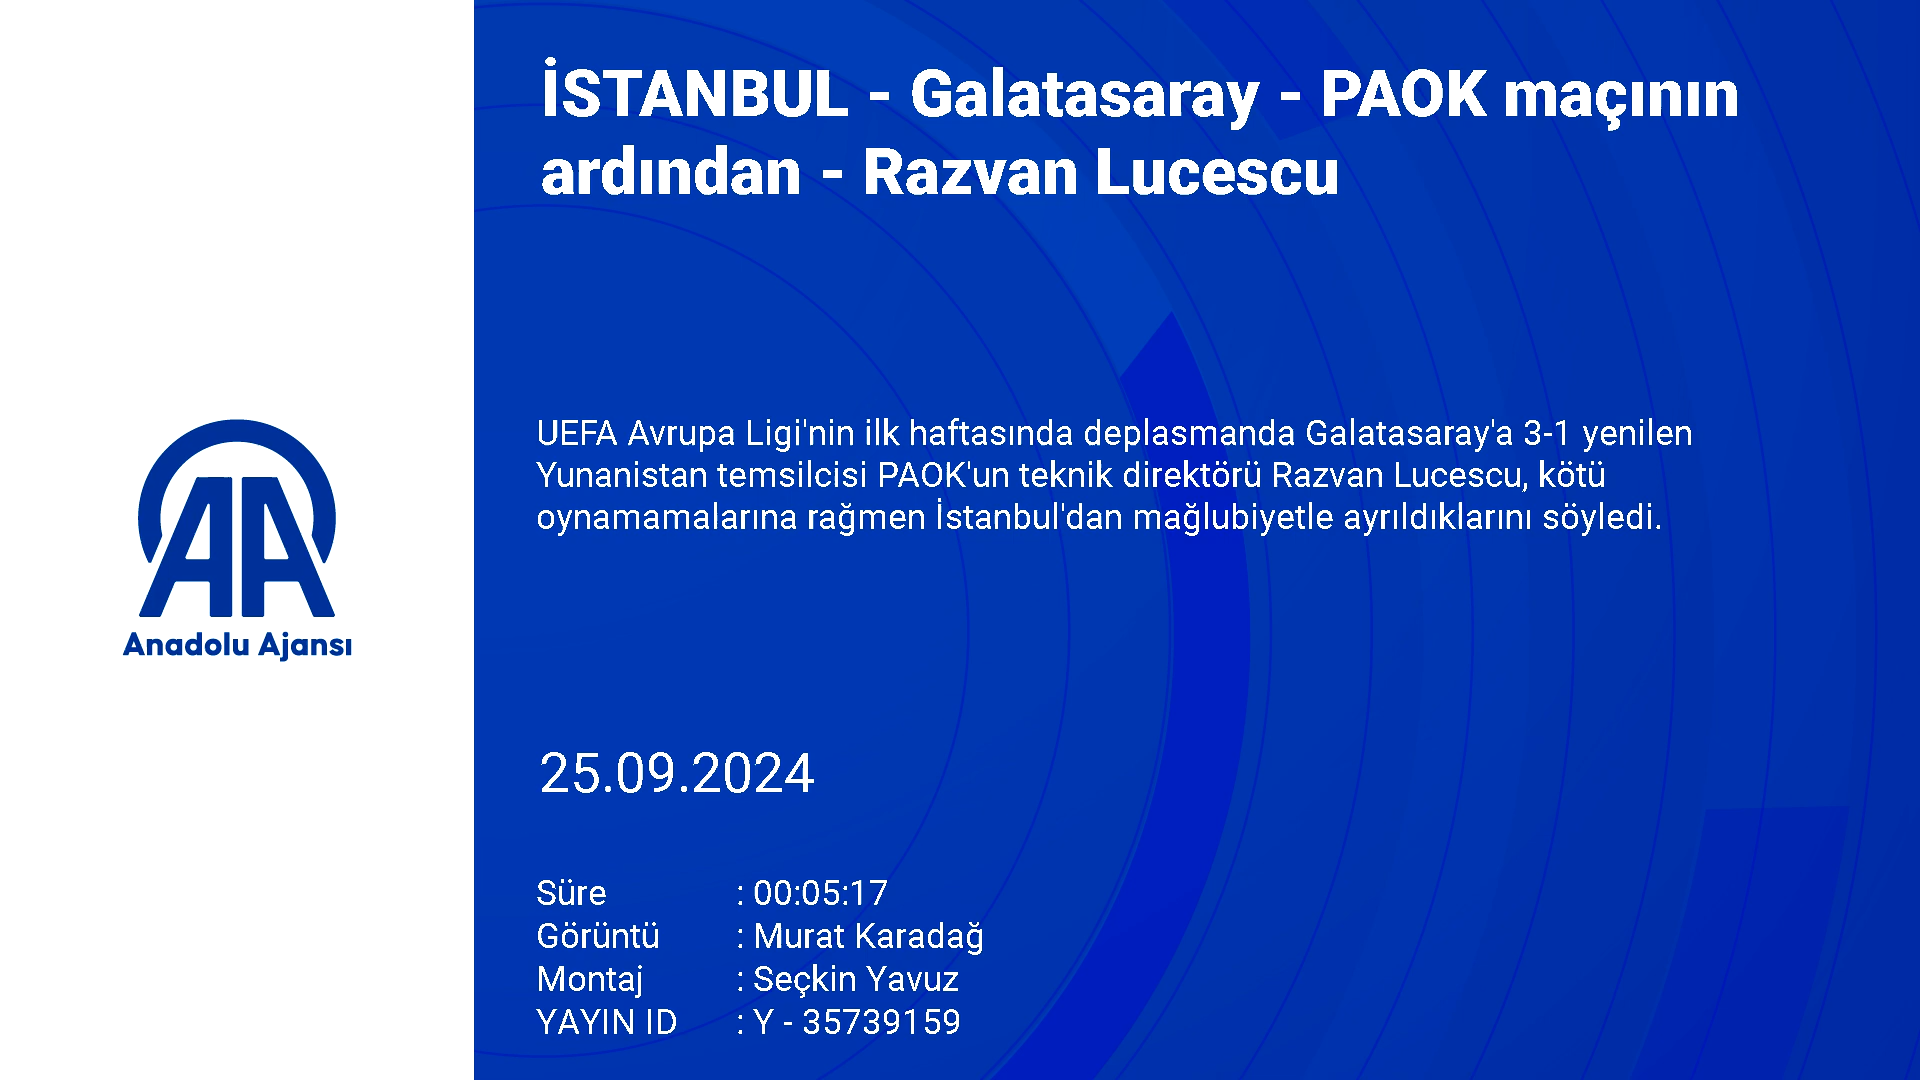 İSTANBUL - Galatasaray - PAOK maçının
ardından - Razvan Lucescu
UEFA Avrupa Ligi'nin ilk haftasında deplasmanda Galatasaray'a 3-1 yenilen
Yunanistan temsilcisi PAOK'un teknik direktörü Razvan Lucescu, kötü
oynamamalarına rağmen İstanbul'dan mağlubiyetle ayrıldıklarını söyledi.
AA
Anadolu Ajansı
25.09.2024
Süre : 00:05:17
Görüntü : Murat Karadağ
Montaj : Seçkin Yavuz
YAYIN ID : Y - 35739159